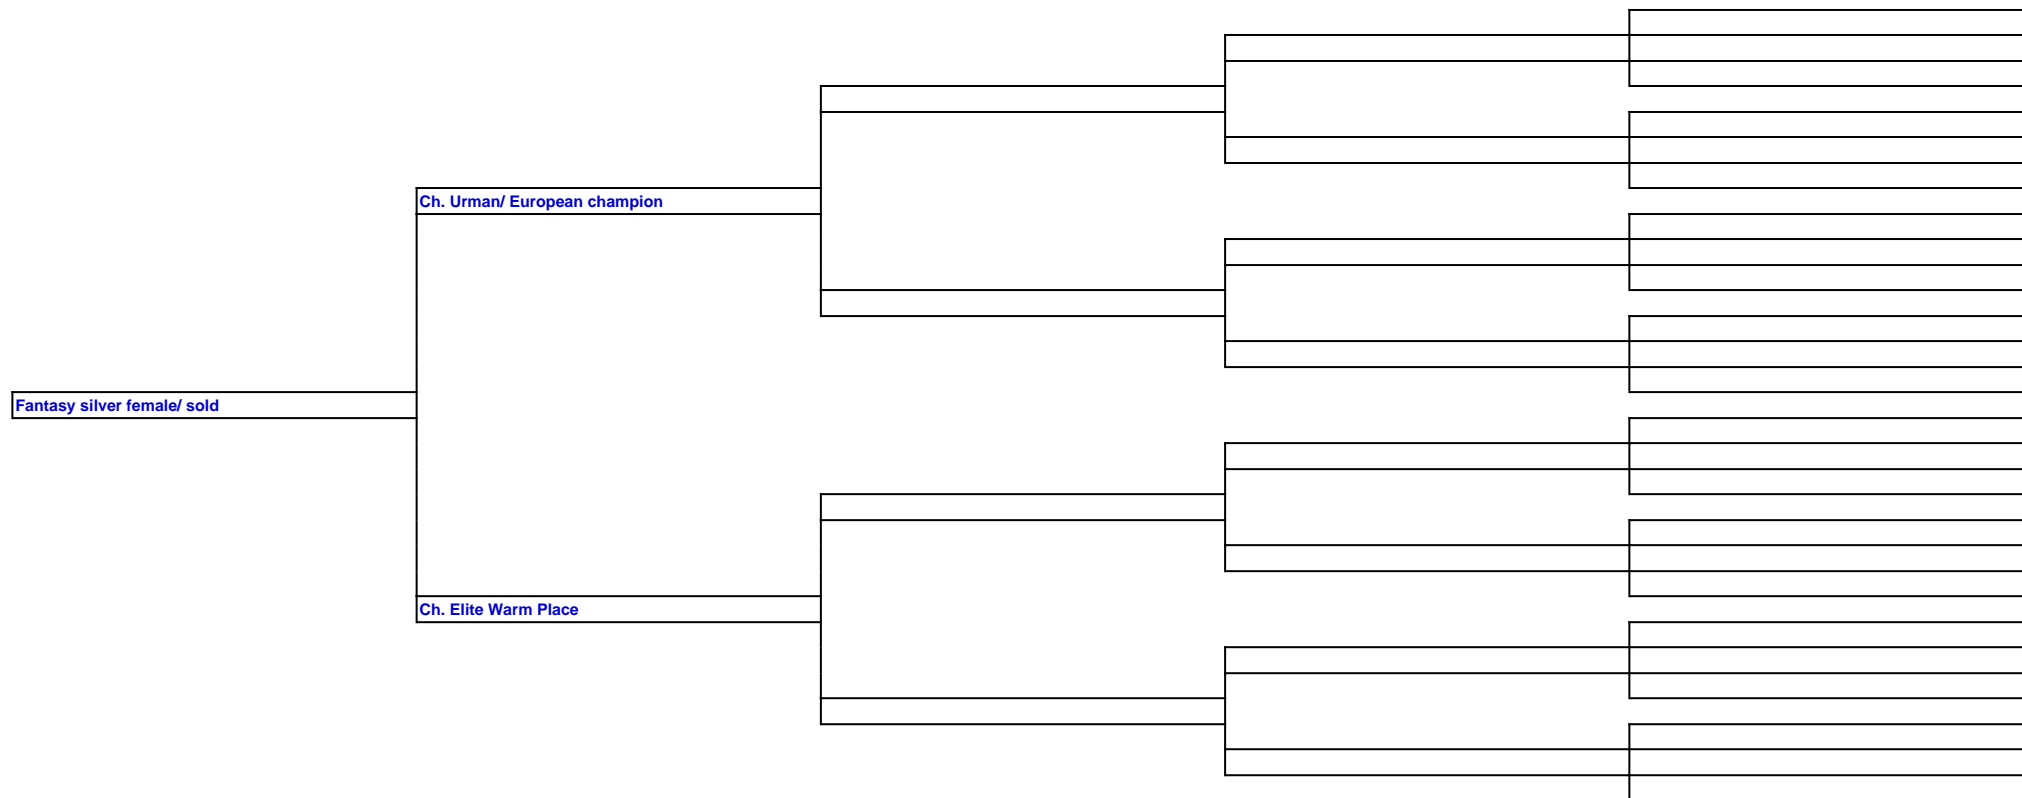 Ch. Urman/ European champion
Fantasy silver female/ sold
Ch. Elite Warm Place